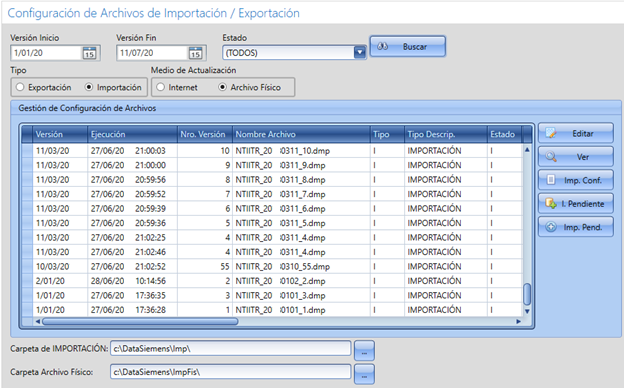 Configuración de Archivos de Importación / Exportación
Versión Inicio Versión Fin Estado
1/01/20 15 11/07/20 15 (TODOS) Buscar
Tipo Medio de Actualización
Exportación Importación Internet Archivo Físico
Gestión de Configuración de Archivos
Versión Ejecución Nro. Versión Nombre Archivo Tipo Tipo Descrip. Estado
11/03/20 27/06/20 21:00:03 10 NTIITR_20 0311_10.dmp I IMPORTACIÓN I
11/03/20 27/06/20 21:00:00 9 NTIITR_20 0311_9.dmp I IMPORTACIÓN I
11/03/20 27/06/20 20:59:56 8 NTIITR_20 0311_8.dmp I IMPORTACIÓN I
11/03/20 27/06/20 20:59:52 7 NTIITR_20 0311_7.dmp I IMPORTACIÓN I
11/03/20 27/06/20 20:59:39 6 NTIITR_20 0311_6.dmp I IMPORTACIÓN I
11/03/20 27/06/20 20:59:36 5 NTIITR_20 0311_5.dmp I IMPORTACIÓN I
11/03/20 27/06/20 21:02:25 4 NTIITR_20 0311_4.dmp I IMPORTACIÓN I
11/03/20 27/06/20 21:02:46 4 NTIITR_20 0311_4.dmp I IMPORTACIÓN I
10/03/20 27/06/20 21:02:52 55 NTIITR_20 0310_55.dmp I IMPORTACIÓN I
2/01/20 28/06/20 10:14:56 2 NTIITR_20 0102_2.dmp I IMPORTACIÓN I
1/01/20 27/06/20 17:36:35 3 NTIITR_20 0101_3.dmp I IMPORTACIÓN I
1/01/20 27/06/20 17:36:28 1 NTIITR_20 0101_1.dmp I IMPORTACIÓN I
Editar
Ver
Imp. Conf.
I. Pendiente
Imp. Pend.
Carpeta de IMPORTACIÓN: c:\DataSiemens\Imp\ ...
Carpeta Archivo Físico: c:\DataSiemens\ImpFis\ ...